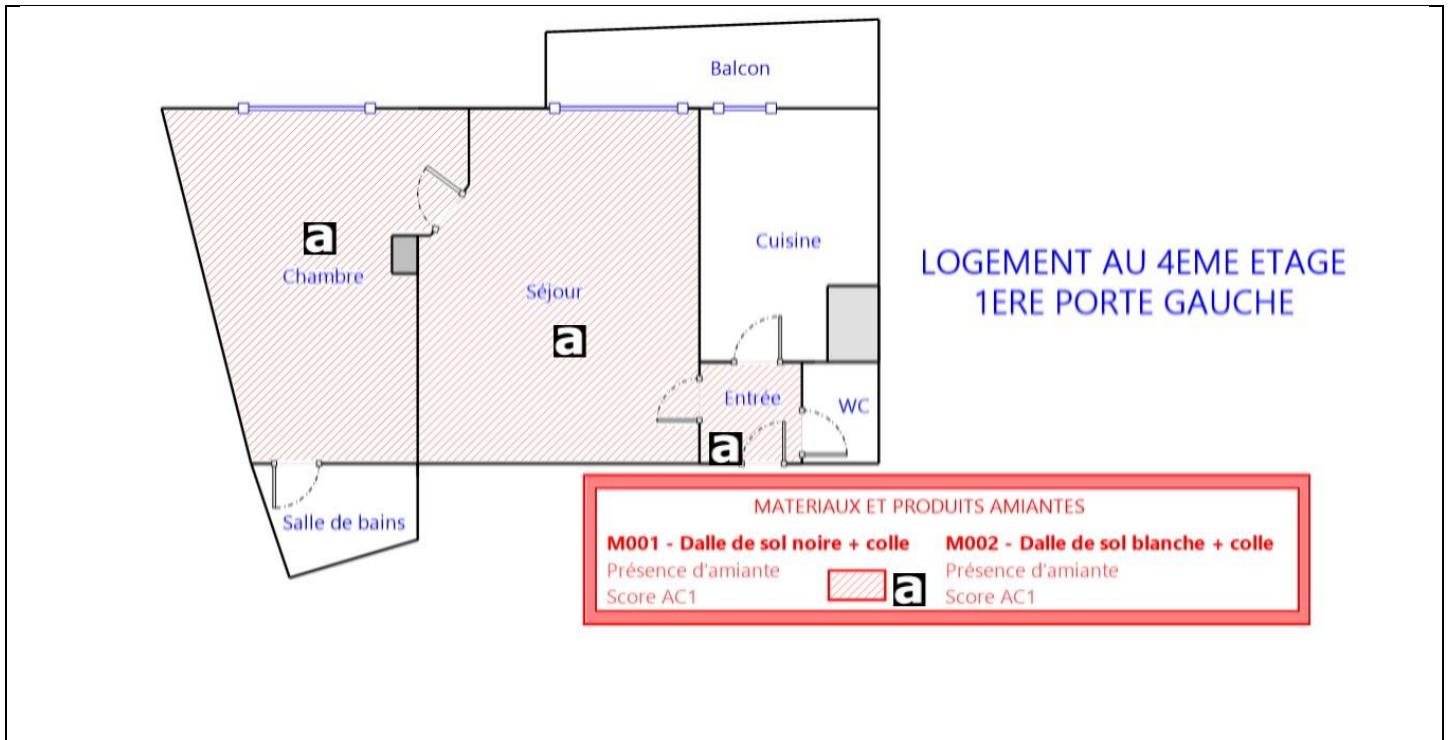 Balcon
Cuisine
a
Chambre
Séjour
a
LOGEMENT AU 4EME ETAGE
1ERE PORTE GAUCHE
Entrée
WC
a
Salle de bains
MATERIAUX ET PRODUITS AMIANTES
M001 - Dalle de sol noire + colle
Présence d'amiante
Score AC1
a
M002 - Dalle de sol blanche + colle
Présence d'amiante
Score AC1